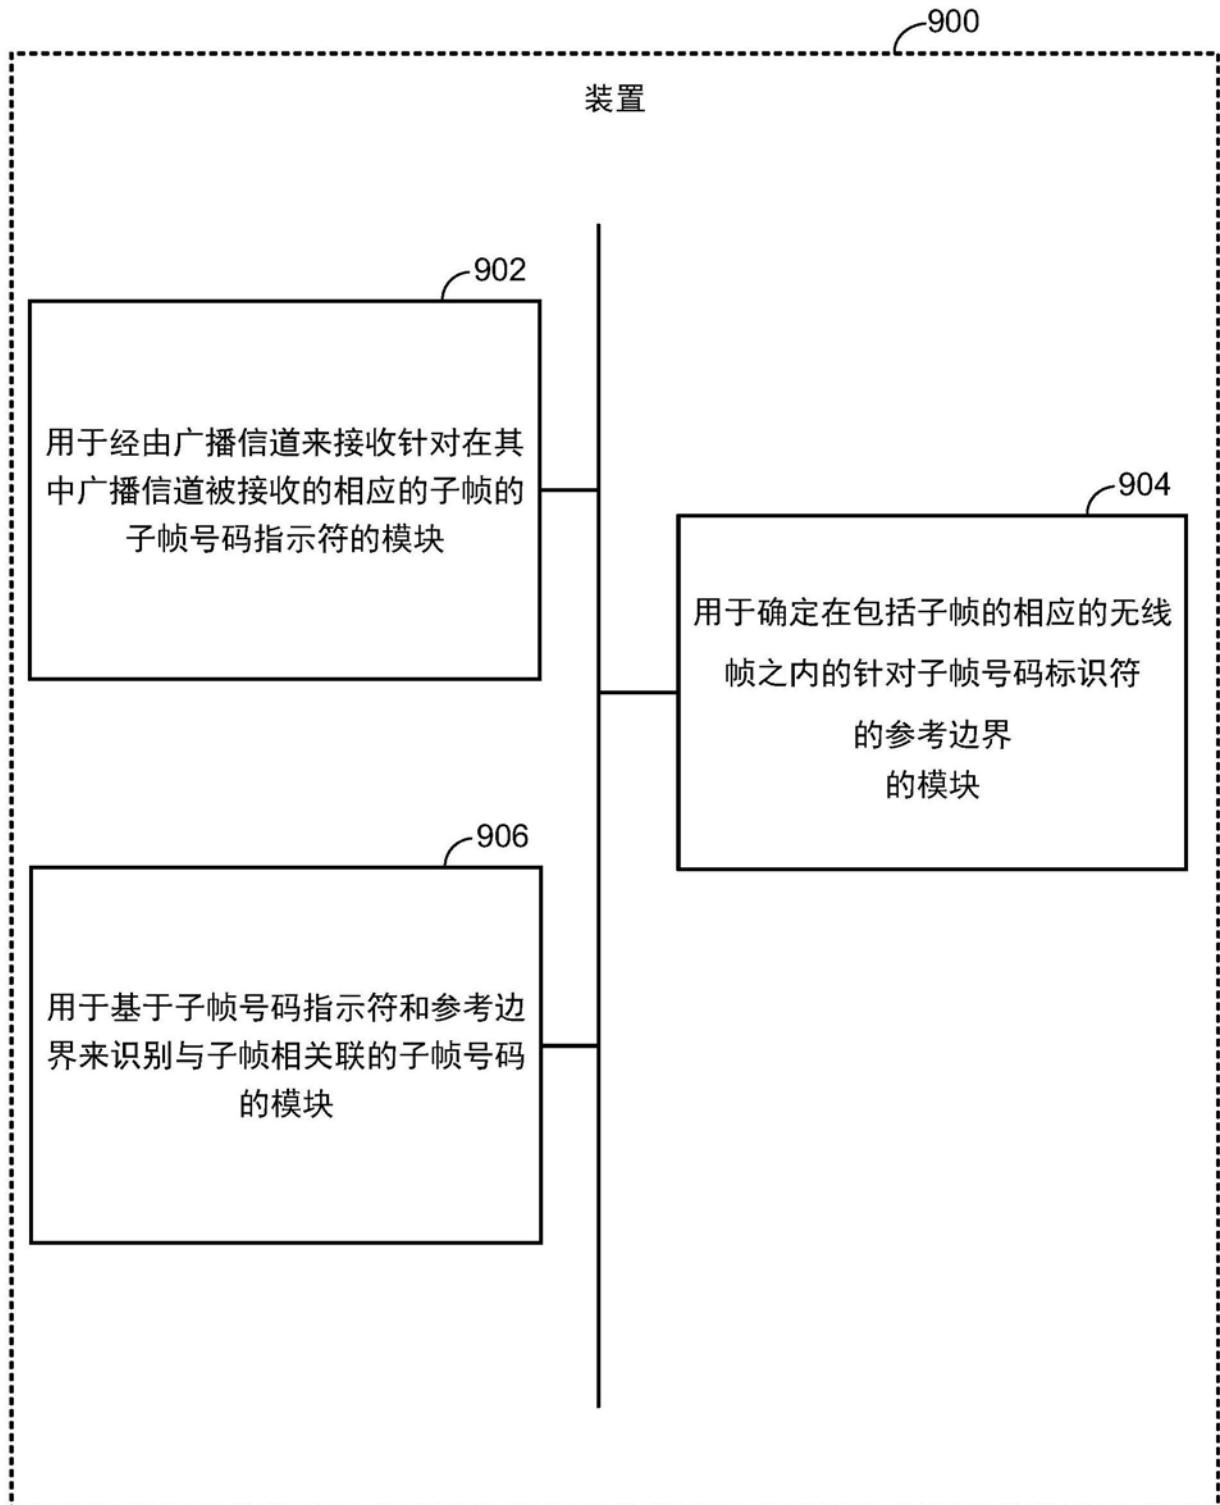 900
装置
902
用于经由广播信道来接收针对在其
中广播信道被接收的相应的子帧的
子帧号码指示符的模块
904
用于确定在包括子帧的相应的无线
帧之内的针对子帧号码标识符
的参考边界
的模块
906
用于基于子帧号码指示符和参考边
界来识别与子帧相关联的子帧号码
的模块